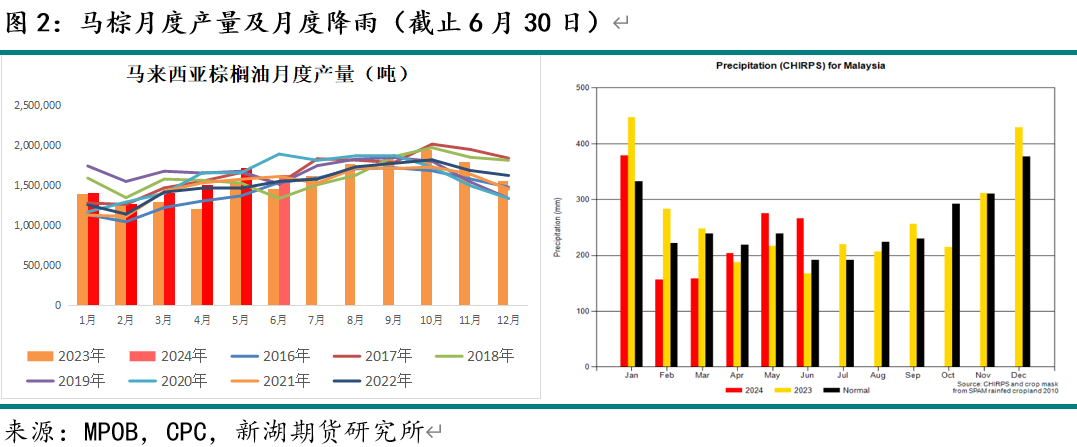 图2：马棕月度产量及月度降雨（截止6月30日）↵
马来西亚棕榈油月度产量（吨）
2,500,000
2,000,000
1,500,000
1,000,000
500,000
0
1月 2月 3月 4月 5月 6月 7月 8月 9月 10月 11月 12月
2023年 2024年 2016年 2017年 2018年
2019年 2020年 2021年 2022年
Precipitation (CHIRPS) for Malaysia
Precipitation (mm)
500
400
300
200
100
0
Jan Feb Mar Apr May Jun Jul Aug Sep Oct Nov Dec
2024 2023 Normal
Source: CHIRPS and crop mask
from SPAM rainfed cropland 2010
来源：MPOB，CPC，新湖期货研究所↵